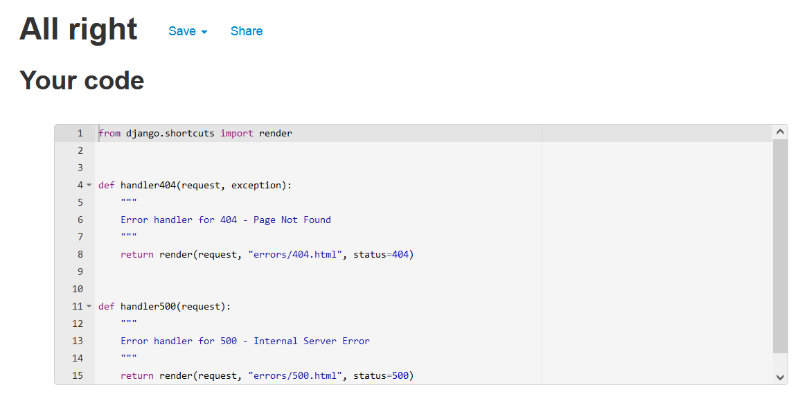 All right Save Share
Your code
1 from django.shortcuts import render
2
3
4 def handler404(request, exception):
5     """
6     Error handler for 404 - Page Not Found
7     """
8     return render(request, "errors/404.html", status=404)
9
10
11 def handler500(request):
12     """
13     Error handler for 500 - Internal Server Error
14     """
15     return render(request, "errors/500.html", status=500)